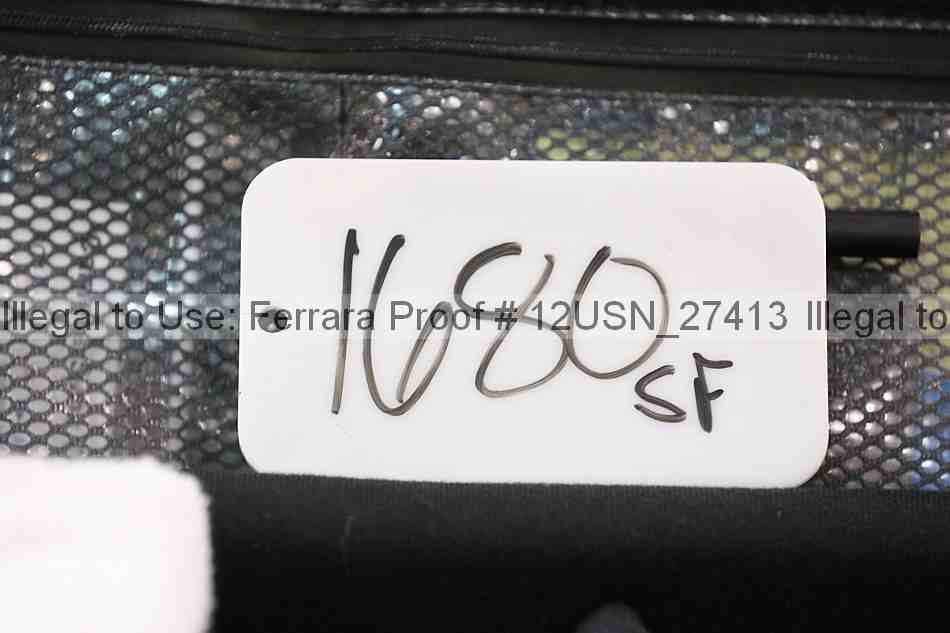 1680
SF
Illegal to Use: Ferrara Proof # 12USN_27413 Illegal to